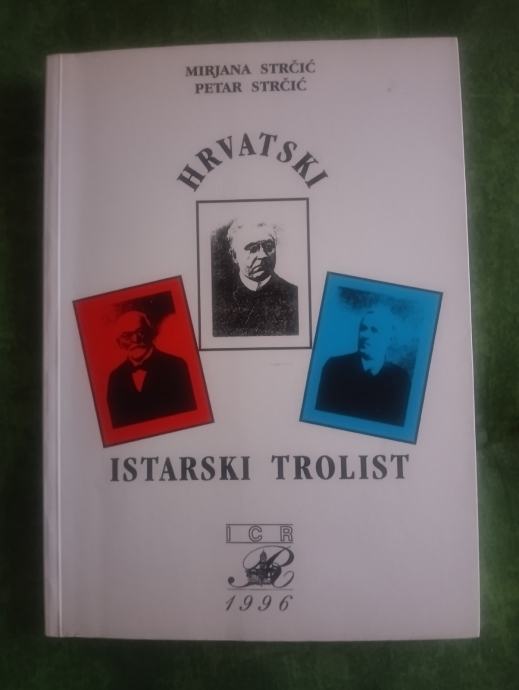 MIRJANA STRČIĆ
PETAR STRČIĆ
HRVATSKI
ISTARSKI TROLIST
ICR
R
1996